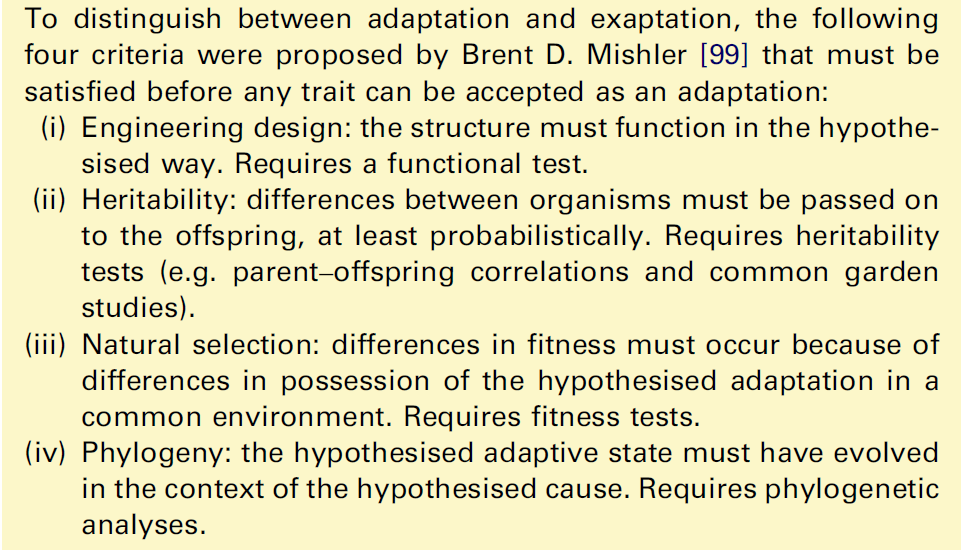 To distinguish between adaptation and exaptation, the following
four criteria were proposed by Brent D. Mishler [99] that must be
satisfied before any trait can be accepted as an adaptation:
(i) Engineering design: the structure must function in the hypothe-
sised way. Requires a functional test.
(ii) Heritability: differences between organisms must be passed on
to the offspring, at least probabilistically. Requires heritability
tests (e.g. parent–offspring correlations and common garden
studies).
(iii) Natural selection: differences in fitness must occur because of
differences in possession of the hypothesised adaptation in a
common environment. Requires fitness tests.
(iv) Phylogeny: the hypothesised adaptive state must have evolved
in the context of the hypothesised cause. Requires phylogenetic
analyses.